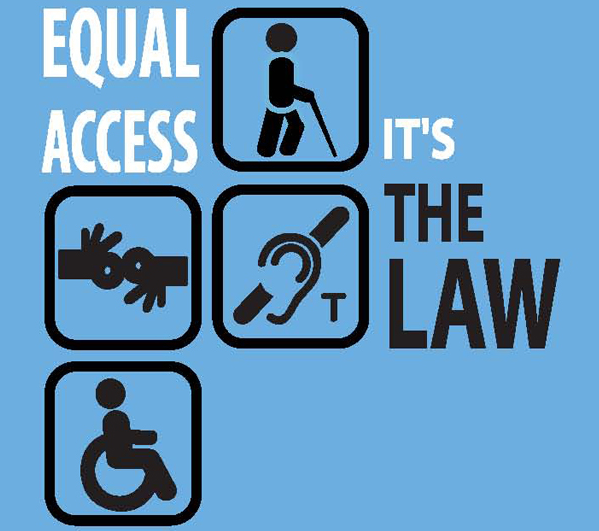 EQUAL
ACCESS
IT'S
THE
LAW
T